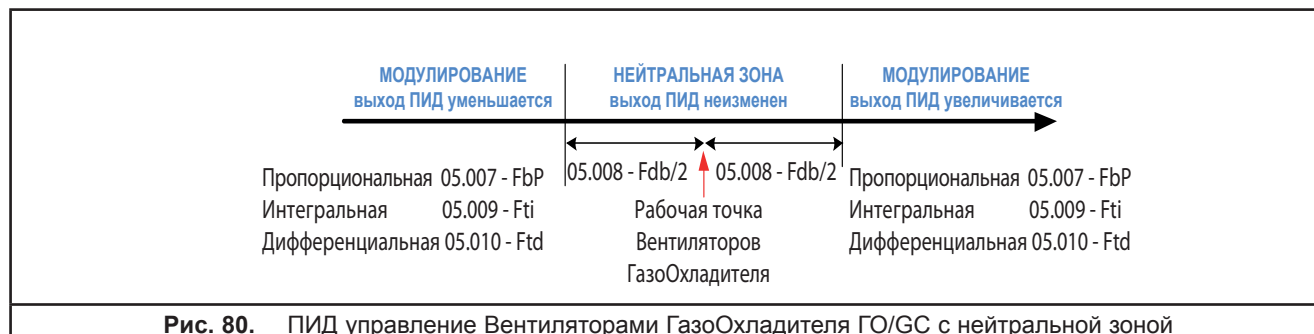 МОДУЛИРОВАНИЕ НЕЙТРАЛЬНАЯ ЗОНА МОДУЛИРОВАНИЕ
выход ПИД уменьшается выход ПИД неизменен выход ПИД увеличивается
Пропорциональная 05.007 - FbP 05.008 - Fdb/2 05.008 - Fdb/2 Пропорциональная 05.007 - FbP
Интегральная 05.009 - Fti Рабочая точка Интегральная 05.009 - Fti
Дифференциальная 05.010 - Ftd Вентиляторов Дифференциальная 05.010 - Ftd
ГазоОхладителя
Рис. 80. ПИД управление Вентиляторами ГазоОхладителя ГО/GC с нейтральной зоной